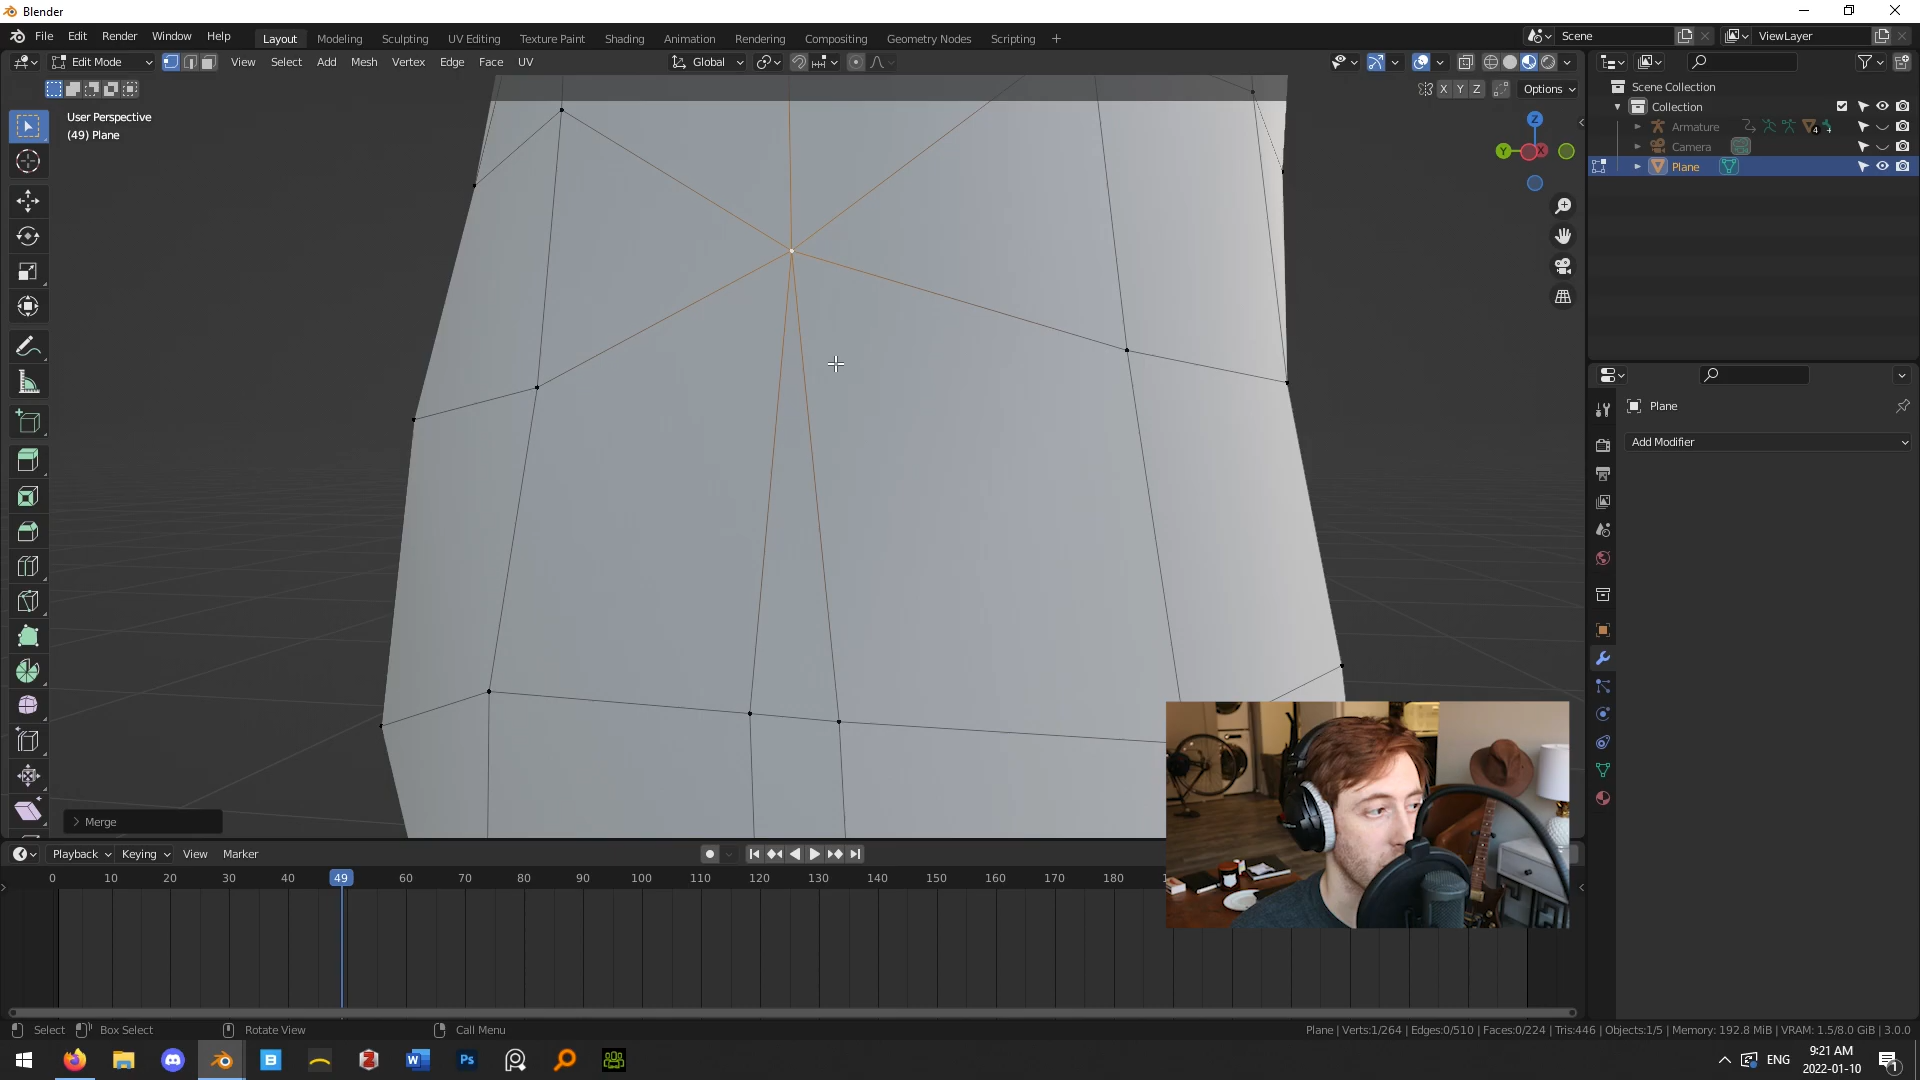 Blender
File Edit Render Window Help Layout Modeling Sculpting UV Editing Texture Paint Shading Animation Rendering Compositing Geometry Nodes Scripting + Scene ViewLayer
Edit Mode View Select Add Mesh Vertex Edge Face UV Global
X Y Z Options
Scene Collection
Collection
Armature 4
Camera
Plane
User Perspective
(49) Plane
Z
Y X
Plane
Add Modifier
Merge
Playback Keying View Marker
0 10 20 30 40 49 60 70 80 90 100 110 120 130 140 150 160 170 180
Select Box Select Rotate View Call Menu Plane | Verts:1/264 | Edges:0/510 | Faces:0/224 | Tris:446 | Objects:1/5 | Memory: 192.8 MiB | VRAM: 1.5/8.0 GiB | 3.0.0
ENG 9:21 AM
2022-01-10
1